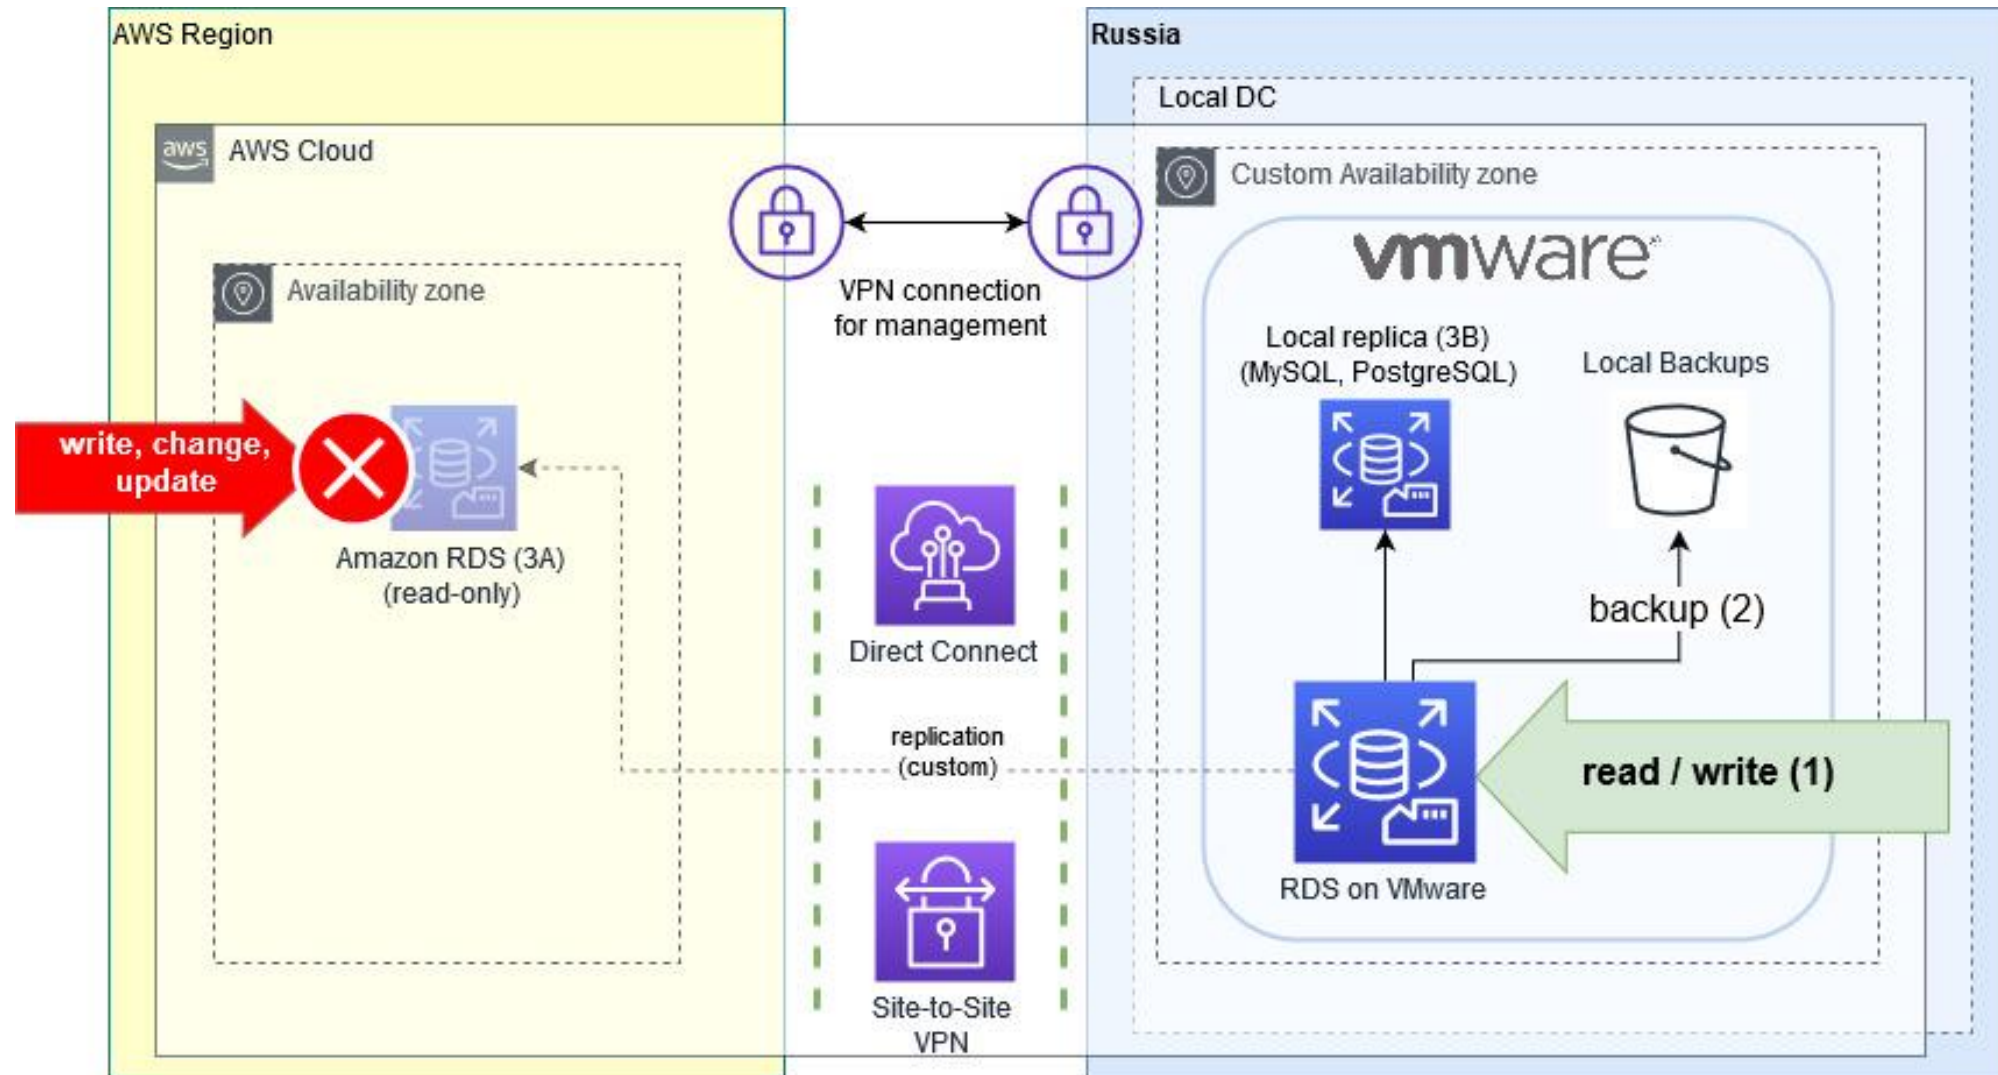 AWS Region
Russia
Local DC
aws
AWS Cloud
Custom Availability zone
vmware
Availability zone
VPN connection
for management
Local replica (3B)
(MySQL, PostgreSQL)
Local Backups
write, change,
update
Amazon RDS (3A)
(read-only)
Direct Connect
backup (2)
replication
(custom)
read / write (1)
RDS on VMware
Site-to-Site
VPN